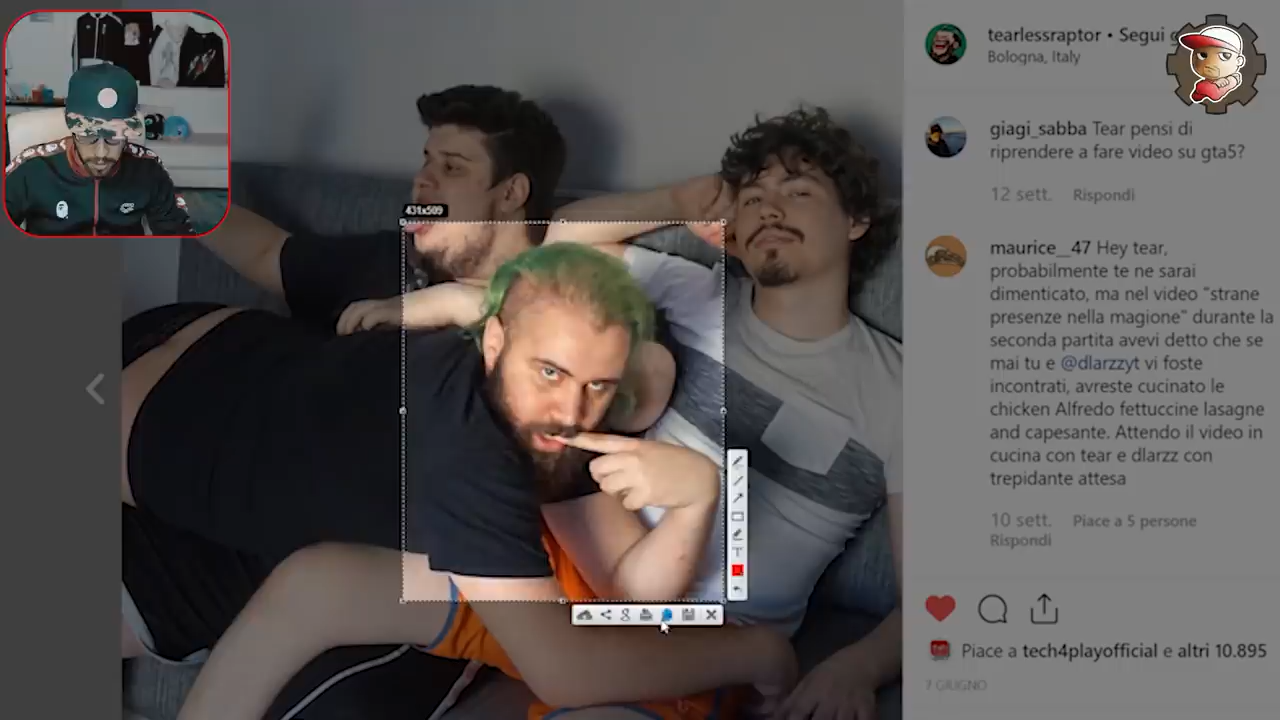 tearlessraptor • Segui
Bologna, Italy
giagi_sabba Tear pensi di
riprendere a fare video su gta5?
12 sett. Rispondi
431x509
maurice__47 Hey tear,
probabilmente te ne sarai
dimenticato, ma nel video "strane
presenze nella magione" durante la
seconda partita avevi detto che se
mai tu e @dlarzzyt vi foste
incontrati, avreste cucinato le
chicken Alfredo fettuccine lasagne
and capesante. Attendo il video in
cucina con tear e dlarzz con
trepidante attesa
10 sett. Piace a 5 persone
Rispondi
Piace a tech4playofficial e altri 10.895
7 GIUGNO